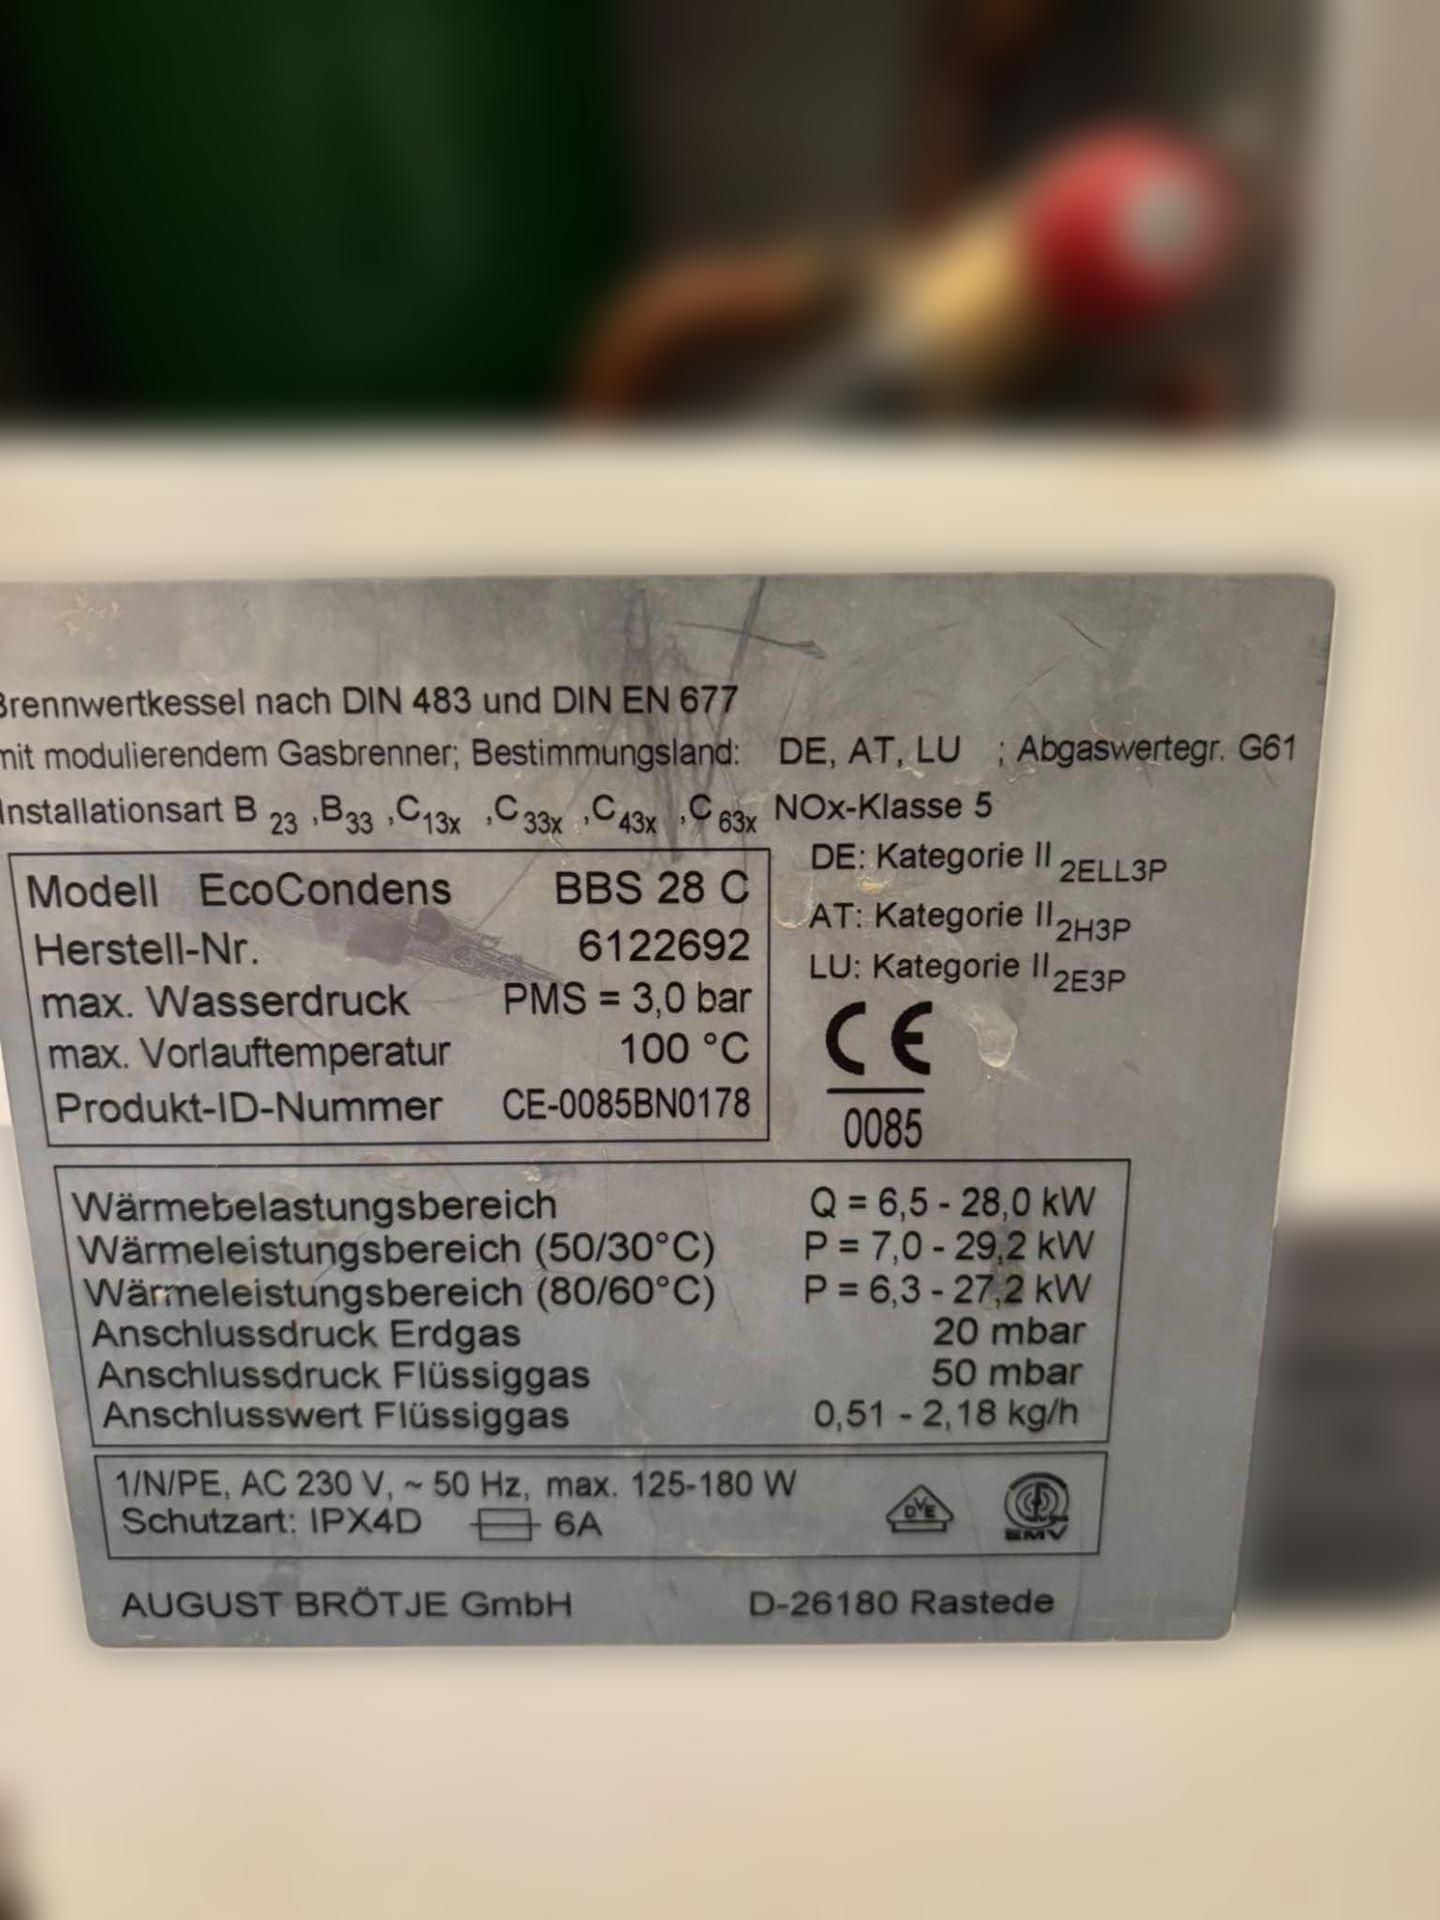 Brennwertkessel nach DIN 483 und DIN EN 677
mit modulierendem Gasbrenner; Bestimmungsland: DE, AT, LU ; Abgaswertegr. G61
Installationsart B 23 ,B33 ,C13x ,C33x ,C43x ,C63x NOx-Klasse 5
DE: Kategorie II 2ELL3P
AT: Kategorie II 2H3P
LU: Kategorie II 2E3P
CE
0085
Modell EcoCondens BBS 28 C
Herstell-Nr. 6122692
max. Wasserdruck PMS = 3,0 bar
max. Vorlauftemperatur 100 °C
Produkt-ID-Nummer CE-0085BN0178
Wärmebelastungsbereich Q = 6,5 - 28,0 kW
Wärmeleistungsbereich (50/30°C) P = 7,0 - 29,2 kW
Wärmeleistungsbereich (80/60°C) P = 6,3 - 27,2 kW
Anschlussdruck Erdgas 20 mbar
Anschlussdruck Flüssiggas 50 mbar
Anschlusswert Flüssiggas 0,51 - 2,18 kg/h
1/N/PE, AC 230 V, ~ 50 Hz, max. 125-180 W
Schutzart: IPX4D 6A
DVE
EMV
AUGUST BRÖTJE GmbH D-26180 Rastede